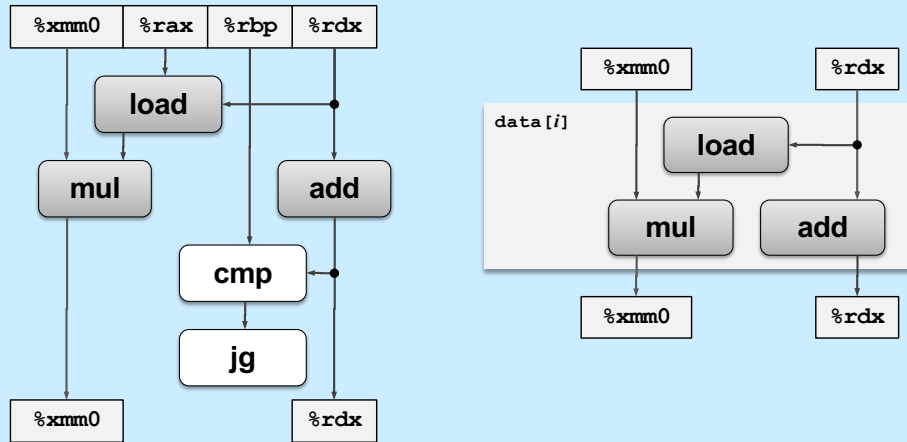 %xmm0 %rax %rbp %rdx
load
mul
add
cmp
jg
%xmm0 %rdx
%xmm0 %rdx
data[i]
load
mul
add
%xmm0 %rdx